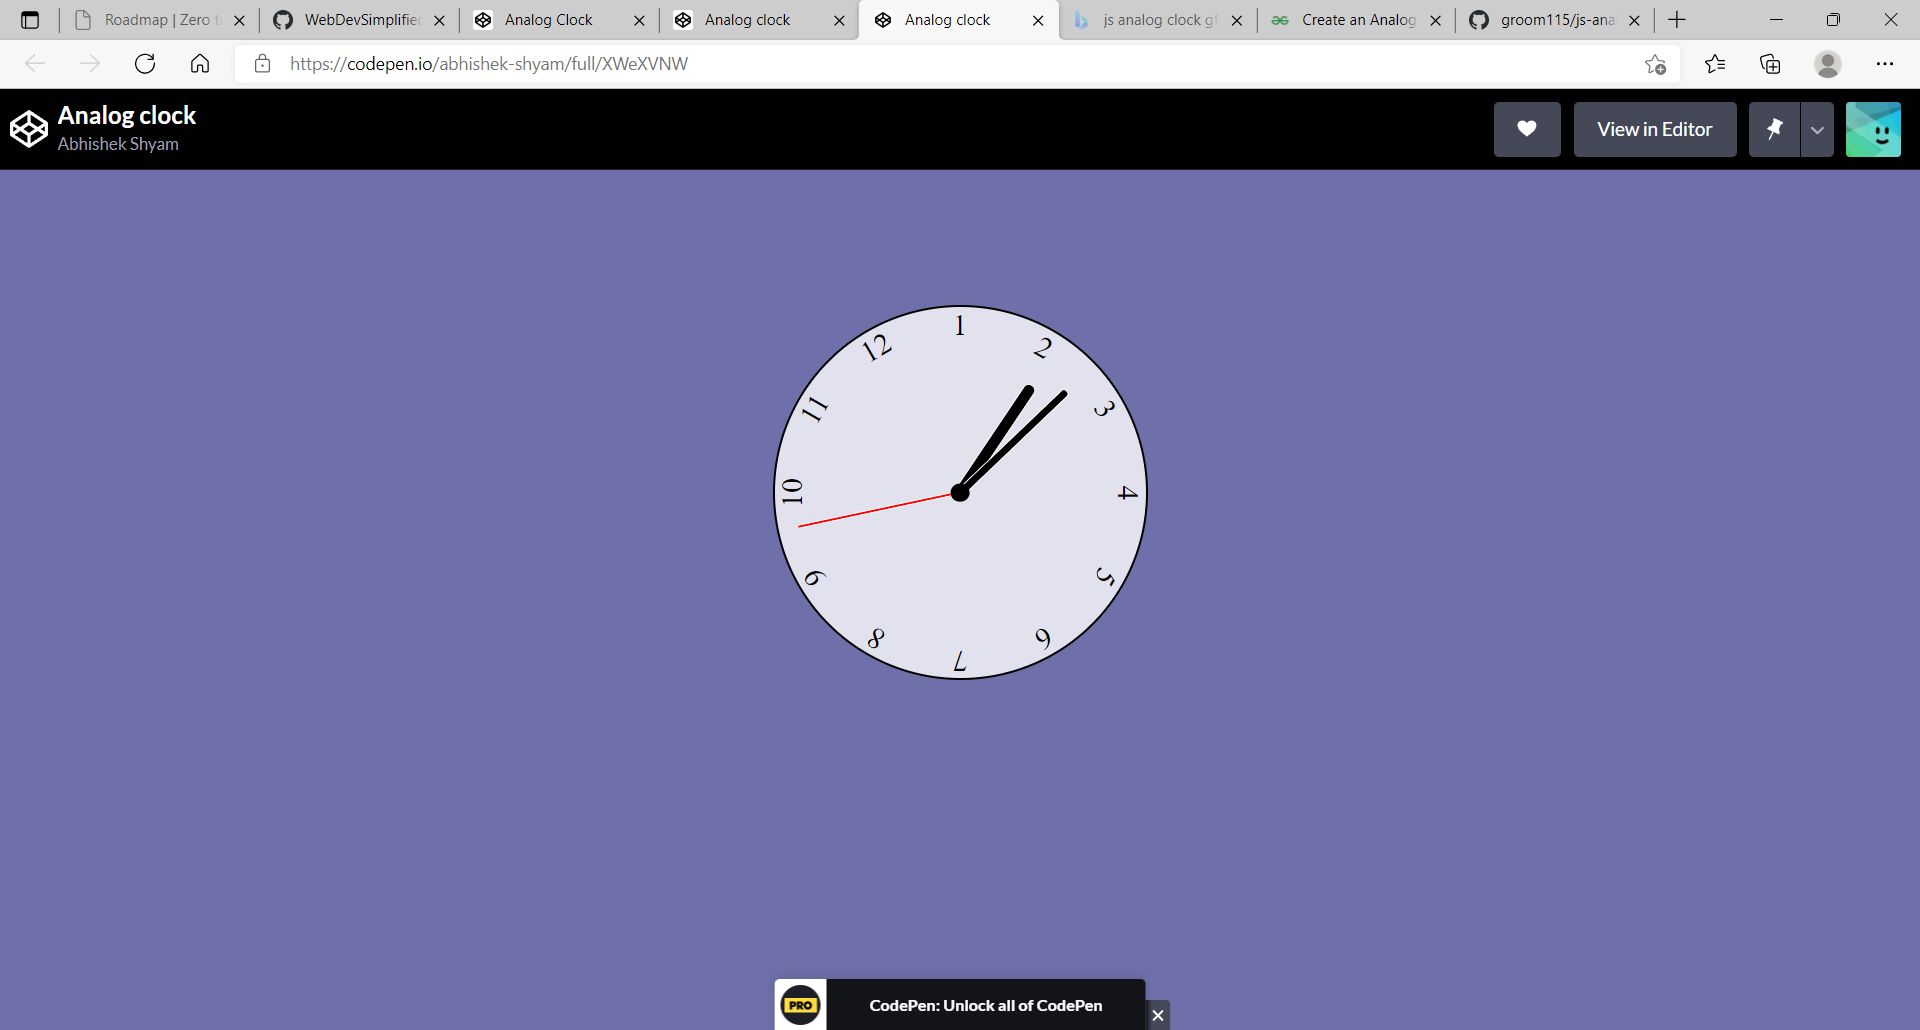 Roadmap | Zero t
WebDevSimplified
Analog Clock
Analog clock
Analog clock
js analog clock gf
Create an Analog
groom115/js-ana
https://codepen.io/abhishek-shyam/full/XWeXVNW
Analog clock
Abhishek Shyam
View in Editor
1
2
3
4
5
6
7
8
9
10
11
12
PRO
CodePen: Unlock all of CodePen